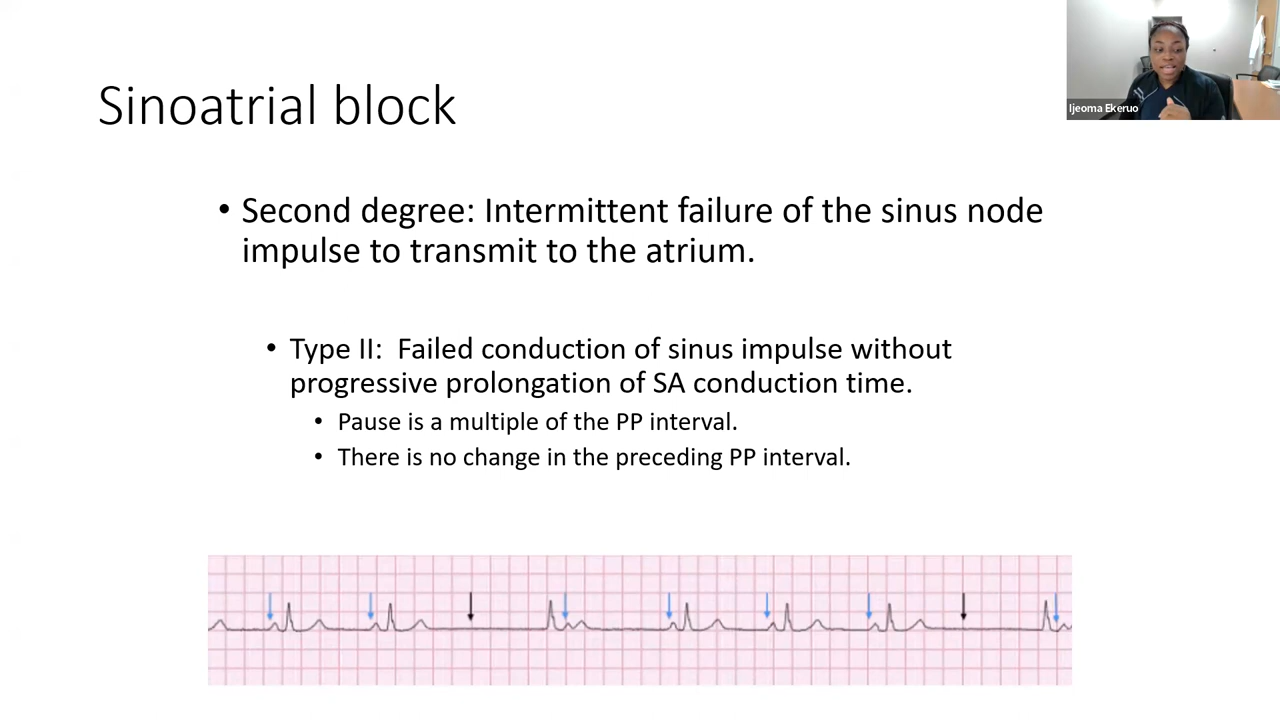 Ijeoma Ekeruo
Sinoatrial block
• Second degree: Intermittent failure of the sinus node
impulse to transmit to the atrium.
• Type II:  Failed conduction of sinus impulse without
progressive prolongation of SA conduction time.
• Pause is a multiple of the PP interval.
• There is no change in the preceding PP interval.